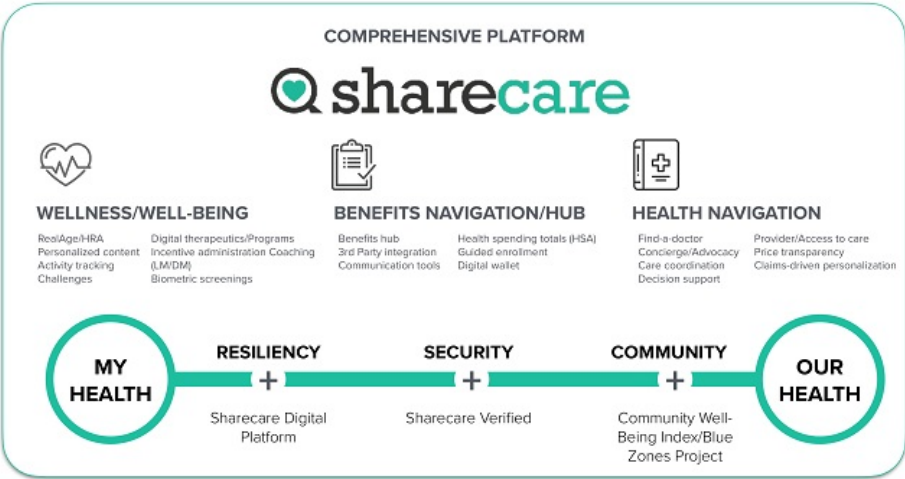 COMPREHENSIVE PLATFORM
sharecare
WELLNESS/WELL-BEING
RealAge/HRA
Personalized content
Activity tracking
Challenges
Digital therapeutics/Programs
Incentive administration Coaching
(LM/DM)
Biometric screenings
BENEFITS NAVIGATION/HUB
Benefits hub
3rd Party integration
Communication tools
Health spending totals (HSA)
Guided enrollment
Digital wallet
HEALTH NAVIGATION
Find-a-doctor
Concierge/Advocacy
Care coordination
Decision support
Provider/Access to care
Price transparency
Claims-driven personalization
MY
HEALTH
RESILIENCY
+
Sharecare Digital
Platform
SECURITY
+
Sharecare Verified
COMMUNITY
+
Community Well-
Being Index/Blue
Zones Project
OUR
HEALTH